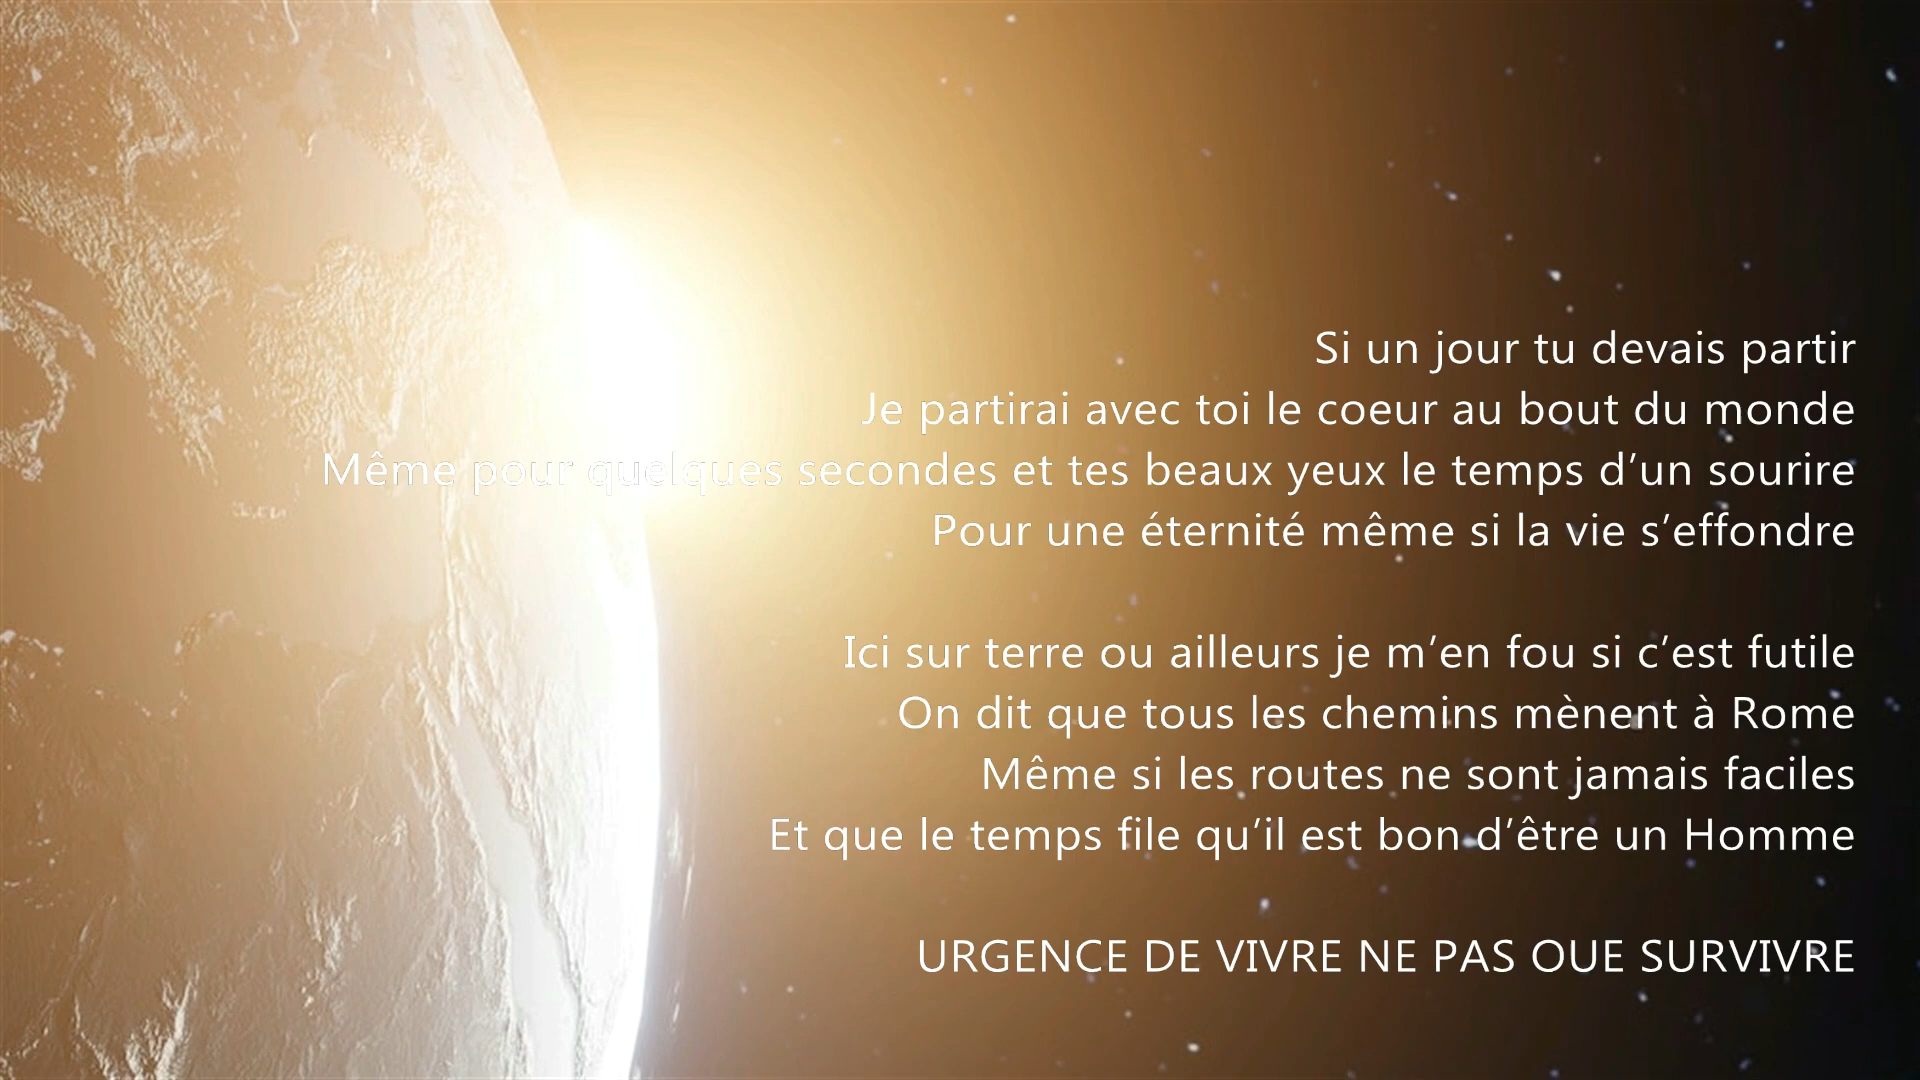 Si un jour tu devais partir
Je partirai avec toi le coeur au bout du monde
Même pour quelques secondes et tes beaux yeux le temps d’un sourire
Pour une éternité même si la vie s’effondre
Ici sur terre ou ailleurs je m’en fou si c’est futile
On dit que tous les chemins mènent à Rome
Même si les routes ne sont jamais faciles
Et que le temps file qu’il est bon d’être un Homme
URGENCE DE VIVRE NE PAS OUE SURVIVRE